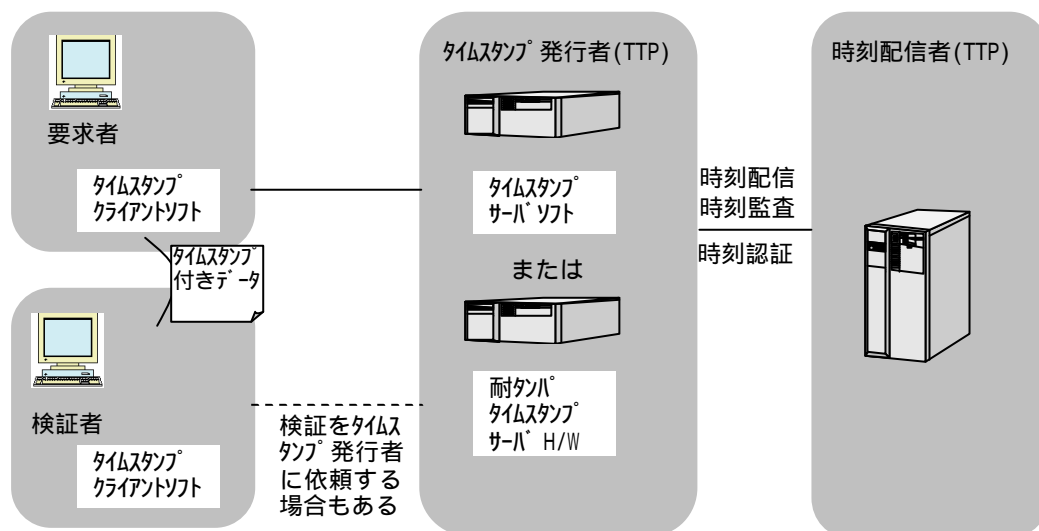 要求者
ﾀｲﾑｽﾀﾝﾌﾟ
ｸﾗｲｱﾝﾄｿﾌﾄ
ﾀｲﾑｽﾀﾝﾌﾟ
付きﾃﾞｰﾀ
検証者
ﾀｲﾑｽﾀﾝﾌﾟ
ｸﾗｲｱﾝﾄｿﾌﾄ
検証をﾀｲﾑｽ
ﾀﾝﾌﾟ発行者
に依頼する
場合もある
ﾀｲﾑｽﾀﾝﾌﾟ発行者(TTP)
ﾀｲﾑｽﾀﾝﾌﾟ
ｻｰﾊﾞｿﾌﾄ
または
耐ﾀﾝﾊﾟ
ﾀｲﾑｽﾀﾝﾌﾟ
ｻｰﾊﾞ H/W
時刻配信
時刻監査
時刻認証
時刻配信者(TTP)